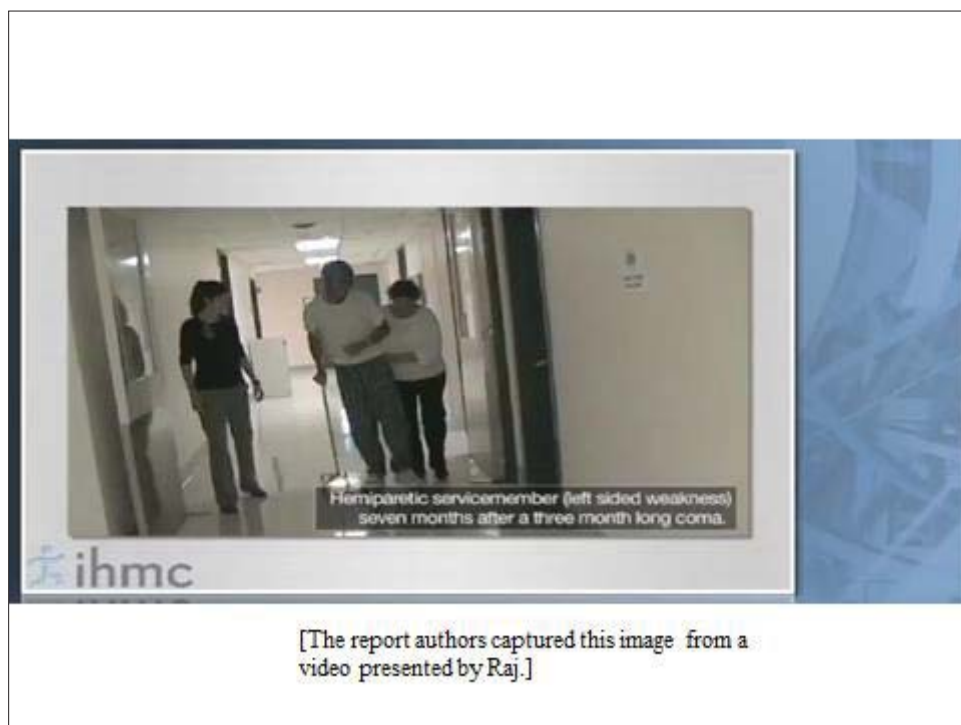 Hemiparetic servicemember (left sided weakness)
seven months after a three month long coma.
ihmc
[The report authors captured this image from a
video presented by Raj.]